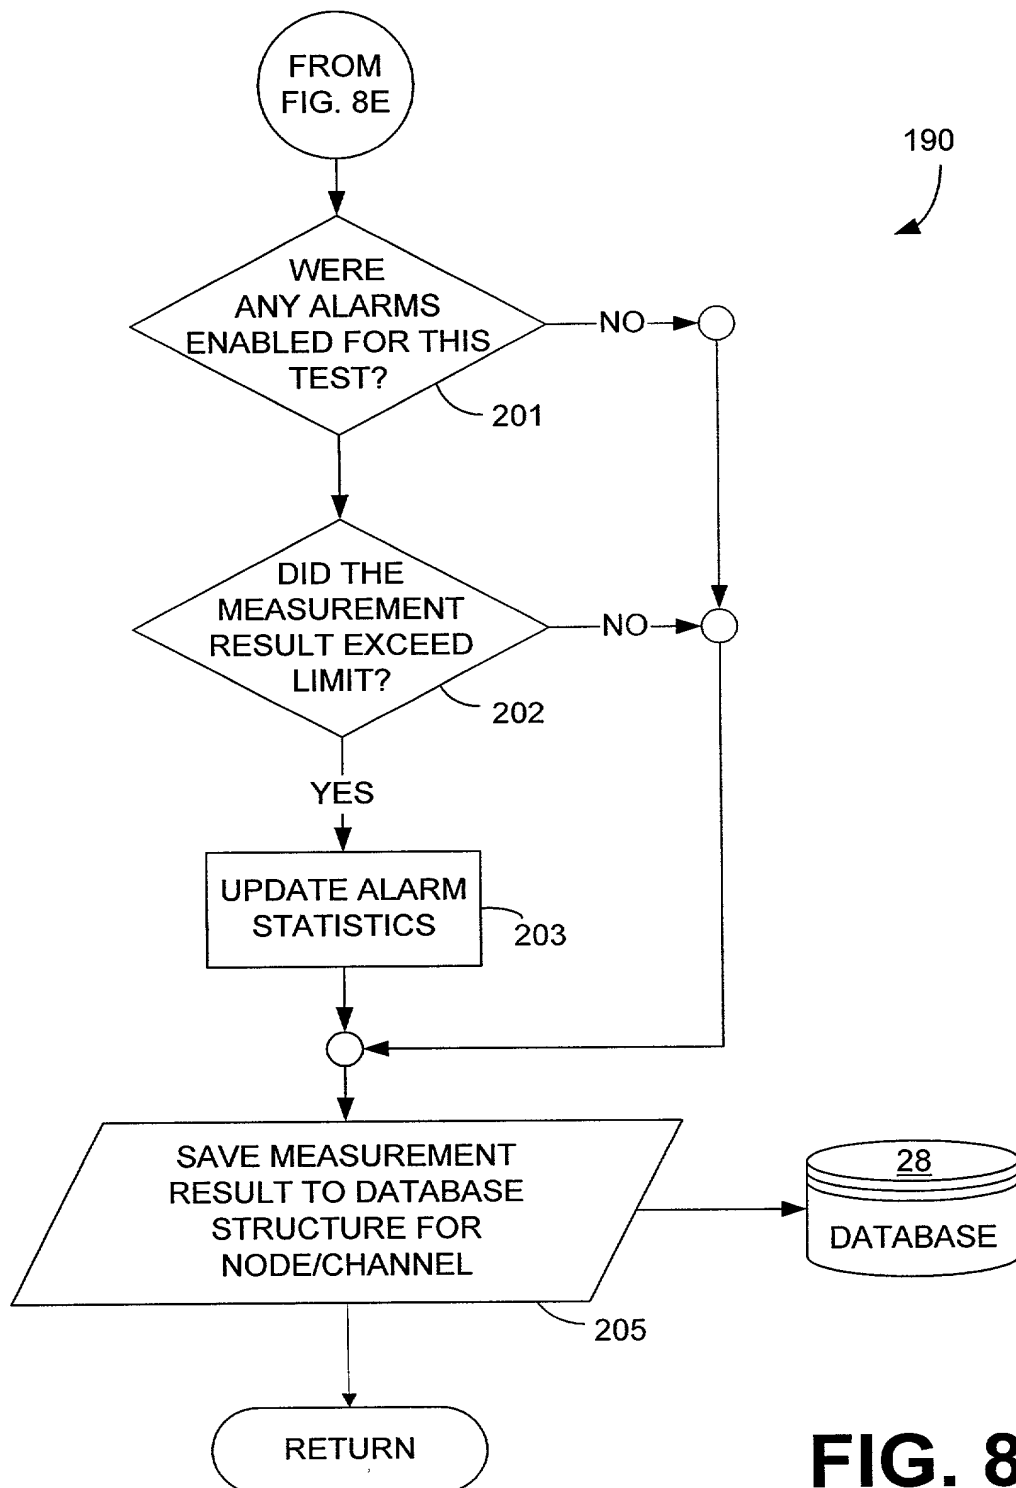 FROM
FIG. 8E
190
WERE
ANY ALARMS
ENABLED FOR THIS
TEST?
NO
201
DID THE
MEASUREMENT
RESULT EXCEED
LIMIT?
NO
202
YES
UPDATE ALARM
STATISTICS
203
SAVE MEASUREMENT
RESULT TO DATABASE
STRUCTURE FOR
NODE/CHANNEL
28
DATABASE
205
RETURN
FIG. 8